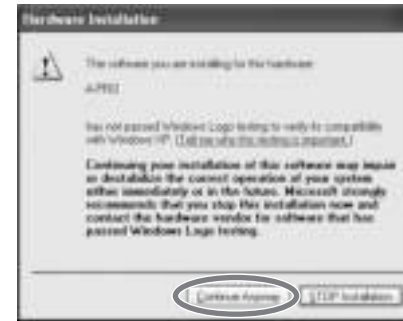 Hardware Installation
The software you are installing for this hardware:
has not passed Windows Logo testing to verify its compatibility
with Windows XP. (Tell me why this testing is important.)
Continuing your installation of this software may impair
or destabilize the correct operation of your system
either immediately or in the future. Microsoft strongly
recommends that you stop this installation now and
contact the hardware vendor for software that has
passed Windows Logo testing.
Continue Anyway
STOP Installation